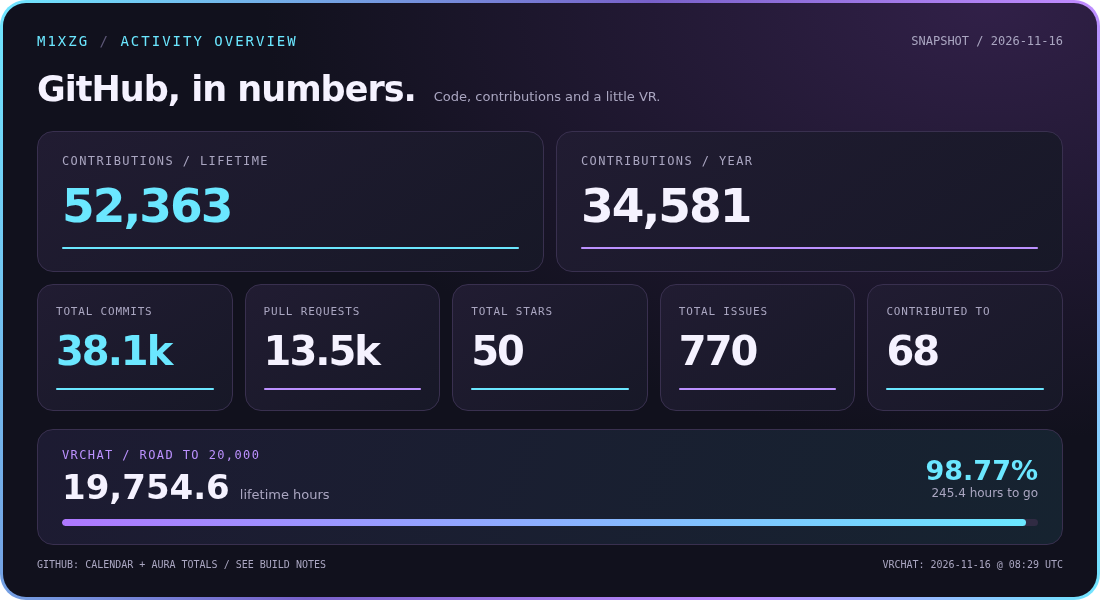 M1XZG / ACTIVITY OVERVIEW
SNAPSHOT / 2026-11-16
GitHub, in numbers. Code, contributions and a little VR.
CONTRIBUTIONS / LIFETIME
52,363
CONTRIBUTIONS / YEAR
34,581
TOTAL COMMITS
38.1k
PULL REQUESTS
13.5k
TOTAL STARS
50
TOTAL ISSUES
770
CONTRIBUTED TO
68
VRCHAT / ROAD TO 20,000
19,754.6 lifetime hours
98.77%
245.4 hours to go
GITHUB: CALENDAR + AURA TOTALS / SEE BUILD NOTES
VRCHAT: 2026-11-16 @ 08:29 UTC